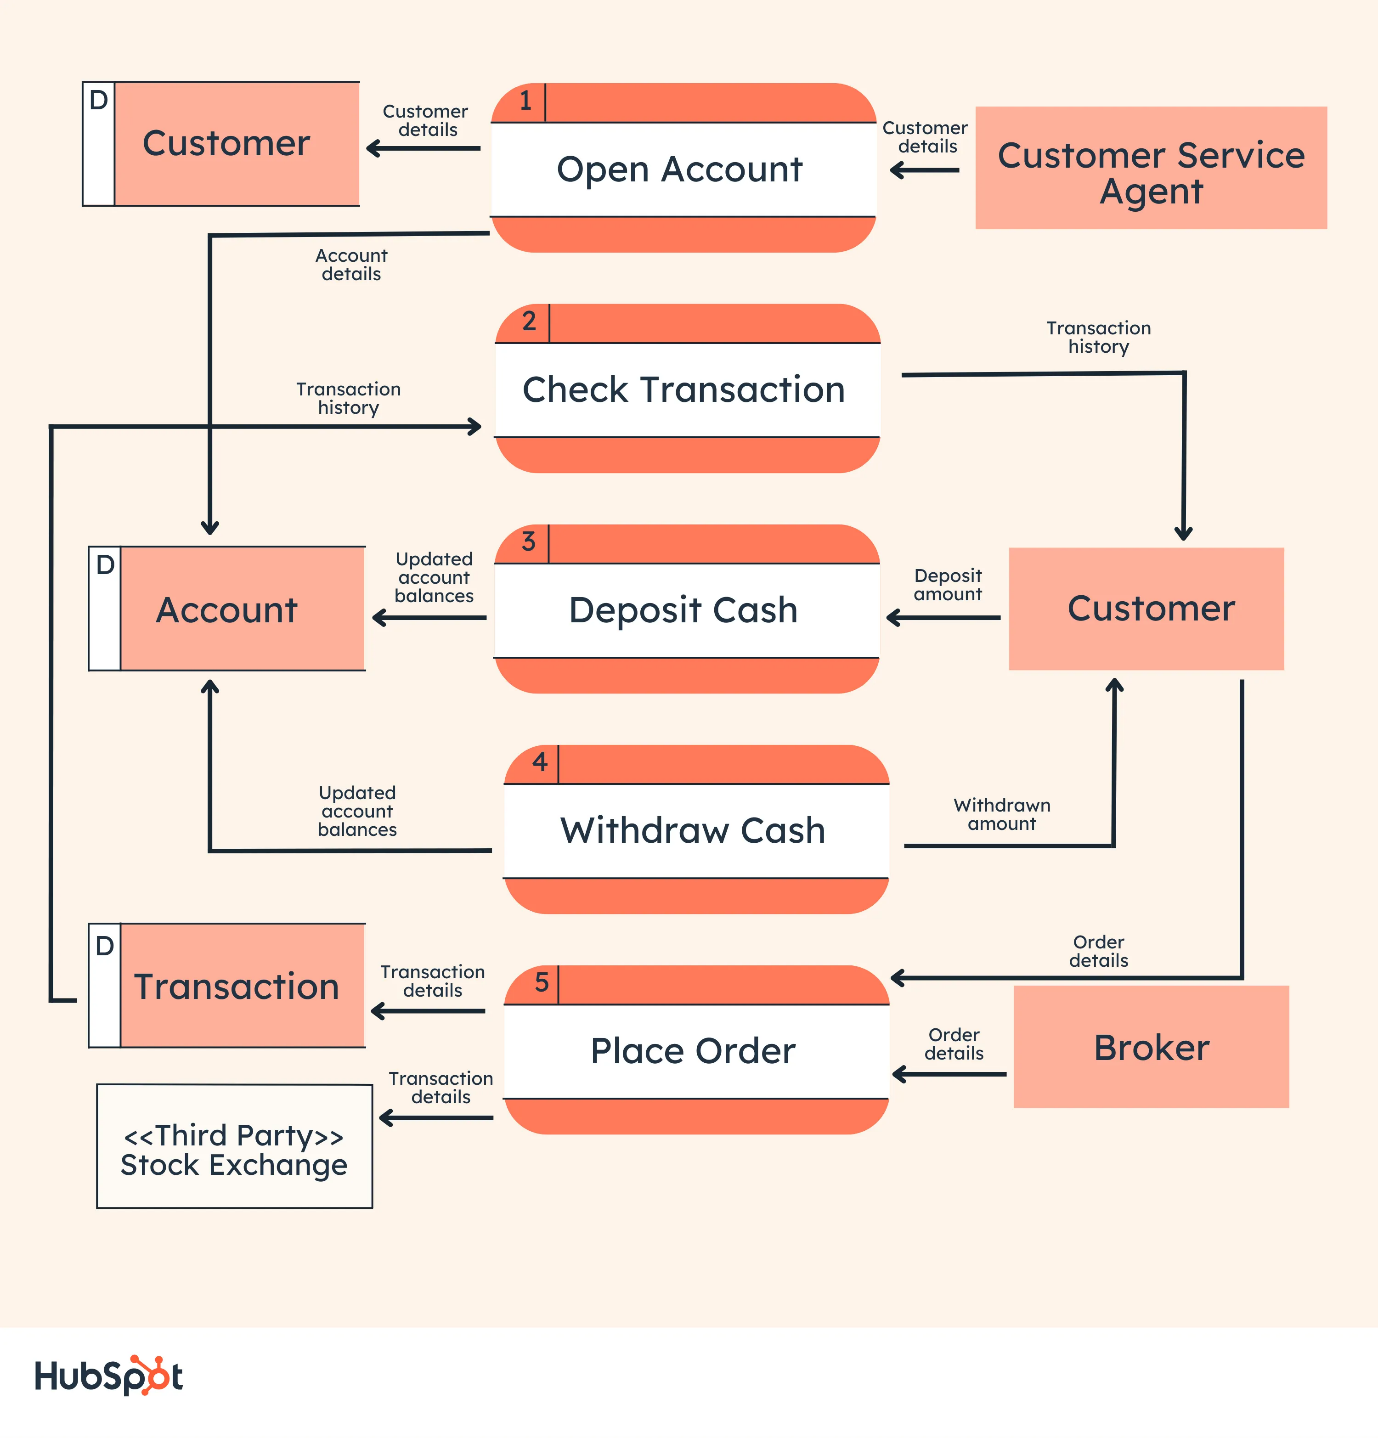 D
Customer
Customer
details
1
Open Account
Customer
details
Customer Service
Agent
Account
details
2
Check Transaction
Transaction
history
Transaction
history
D
Account
Updated
account
balances
3
Deposit Cash
Deposit
amount
Customer
Updated
account
balances
4
Withdraw Cash
Withdrawn
amount
D
Transaction
Transaction
details
5
Place Order
Order
details
Order
details
Broker
Transaction
details
<<Third Party>>
Stock Exchange
HubSpot